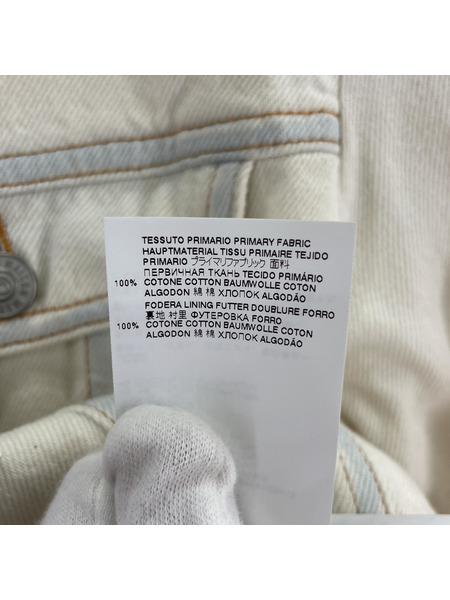 TESSUTO PRIMARIO PRIMARY FABRIC
HAUPTMATERIAL TISSU PRIMAIRE TEJIDO
PRIMARIO プライマリファブリック 面料
ПЕРВИЧНАЯ ТКАНЬ TECIDO PRIMÁRIO
100% COTONE COTTON BAUMWOLLE COTON
ALGODON 綿 棉 ХЛОПОК ALGODÃO
FODERA LINING FUTTER DOUBLURE FORRO
裏地 衬里 ФУТЕРОВКА FORRO
100% COTONE COTTON BAUMWOLLE COTON
ALGODON 綿 棉 ХЛОПОК ALGODÃO